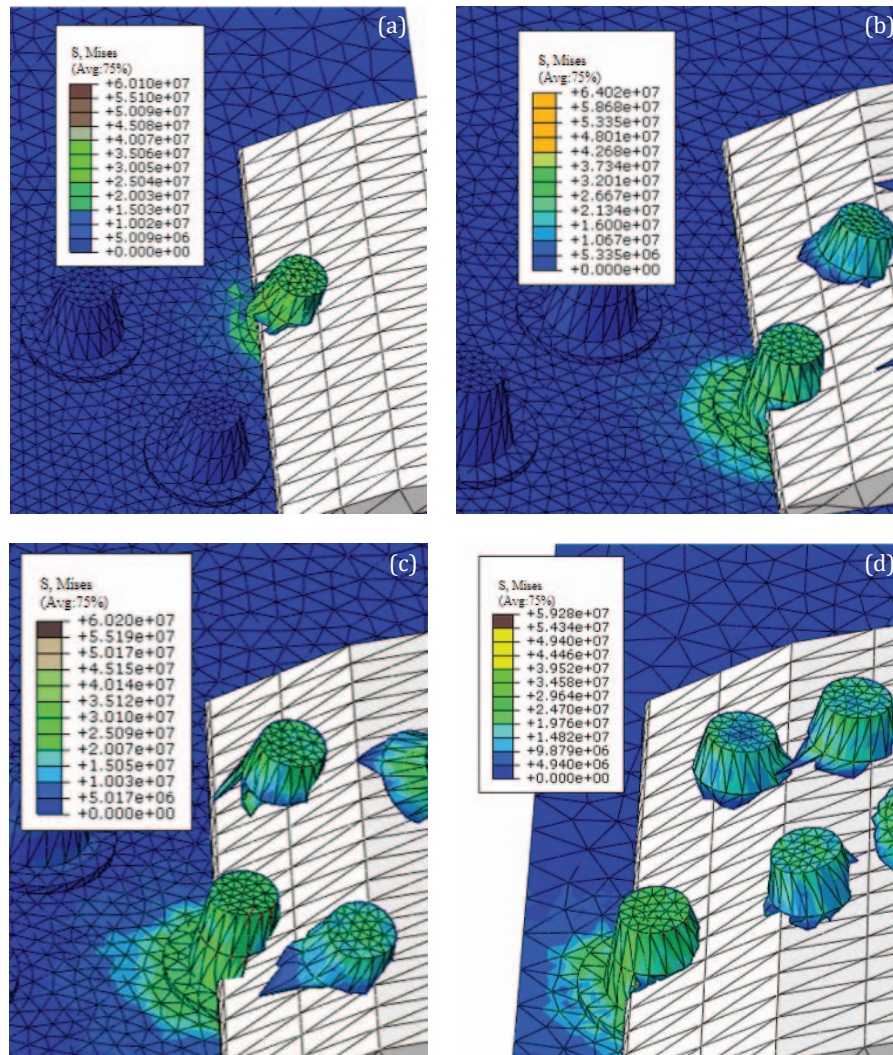 (a)
S, Mises
(Avg:75%)
+6.010e+07
+5.510e+07
+5.009e+07
+4.508e+07
+4.007e+07
+3.506e+07
+3.005e+07
+2.504e+07
+2.003e+07
+1.503e+07
+1.002e+07
+5.009e+06
+0.000e+00
(b)
S, Mises
(Avg:75%)
+6.402e+07
+5.868e+07
+5.335e+07
+4.801e+07
+4.268e+07
+3.734e+07
+3.201e+07
+2.667e+07
+2.134e+07
+1.600e+07
+1.067e+07
+5.335e+06
+0.000e+00
(c)
S, Mises
(Avg:75%)
+6.020e+07
+5.519e+07
+5.017e+07
+4.515e+07
+4.014e+07
+3.512e+07
+3.010e+07
+2.509e+07
+2.007e+07
+1.505e+07
+1.003e+07
+5.017e+06
+0.000e+00
(d)
S, Mises
(Avg:75%)
+5.928e+07
+5.434e+07
+4.940e+07
+4.446e+07
+3.952e+07
+3.458e+07
+2.964e+07
+2.470e+07
+1.976e+07
+1.482e+07
+9.879e+06
+4.940e+06
+0.000e+00